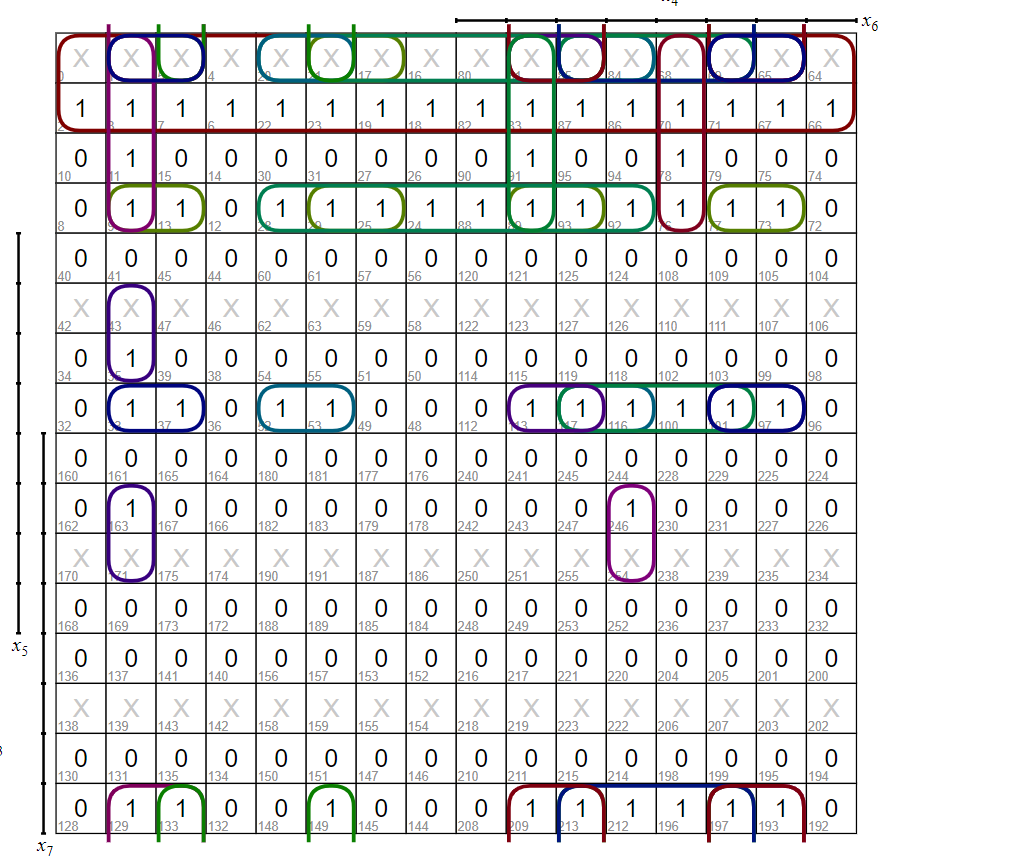 x4
x6
X X X X X X X X X X X X X X X X
0 4 20 21 17 16 80 81 85 84 68 69 65 64
1 1 1 1 1 1 1 1 1 1 1 1 1 1 1 1
2 3 7 6 22 23 19 18 82 83 87 86 70 71 67 66
0 1 0 0 0 0 0 0 0 1 0 0 1 0 0 0
10 11 15 14 30 31 27 26 90 91 95 94 78 79 75 74
0 1 1 0 1 1 1 1 1 1 1 1 1 1 1 0
8 9 13 12 28 29 25 24 88 89 93 92 76 77 73 72
0 0 0 0 0 0 0 0 0 0 0 0 0 0 0 0
40 41 45 44 60 61 57 56 120 121 125 124 108 109 105 104
X X X X X X X X X X X X X X X X
42 43 47 46 62 63 59 58 122 123 127 126 110 111 107 106
0 1 0 0 0 0 0 0 0 0 0 0 0 0 0 0
34 35 39 38 54 55 51 50 114 115 119 118 102 103 99 98
0 1 1 0 1 1 0 0 0 1 1 1 1 1 1 0
32 33 37 36 52 53 49 48 112 113 117 116 100 101 97 96
0 0 0 0 0 0 0 0 0 0 0 0 0 0 0 0
160 161 165 164 180 181 177 176 240 241 245 244 228 229 225 224
0 1 0 0 0 0 0 0 0 0 0 1 0 0 0 0
162 163 167 166 182 183 179 178 242 243 247 246 230 231 227 226
X X X X X X X X X X X X X X X X
170 171 175 174 190 191 187 186 250 251 255 254 238 239 235 234
0 0 0 0 0 0 0 0 0 0 0 0 0 0 0 0
168 169 173 172 188 189 185 184 248 249 253 252 236 237 233 232
x5
0 0 0 0 0 0 0 0 0 0 0 0 0 0 0 0
136 137 141 140 156 157 153 152 216 217 221 220 204 205 201 200
X X X X X X X X X X X X X X X X
138 139 143 142 158 159 155 154 218 219 223 222 206 207 203 202
0 0 0 0 0 0 0 0 0 0 0 0 0 0 0 0
130 131 135 134 150 151 147 146 210 211 215 214 198 199 195 194
0 1 1 0 0 1 0 0 0 1 1 1 1 1 1 0
128 129 133 132 148 149 145 144 208 209 213 212 196 197 193 192
x7